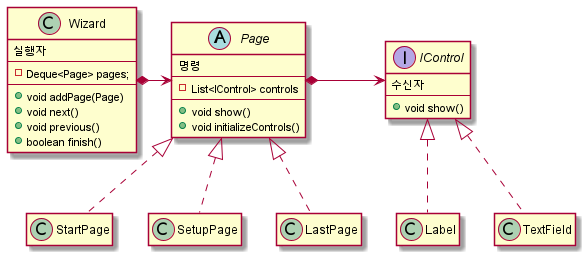 C Wizard
실행자
Deque<Page> pages;
void addPage(Page)
void next()
void previous()
boolean finish()
A Page
명령
List<IControl> controls
void show()
void initializeControls()
I IControl
수신자
void show()
C StartPage
C SetupPage
C LastPage
C Label
C TextField